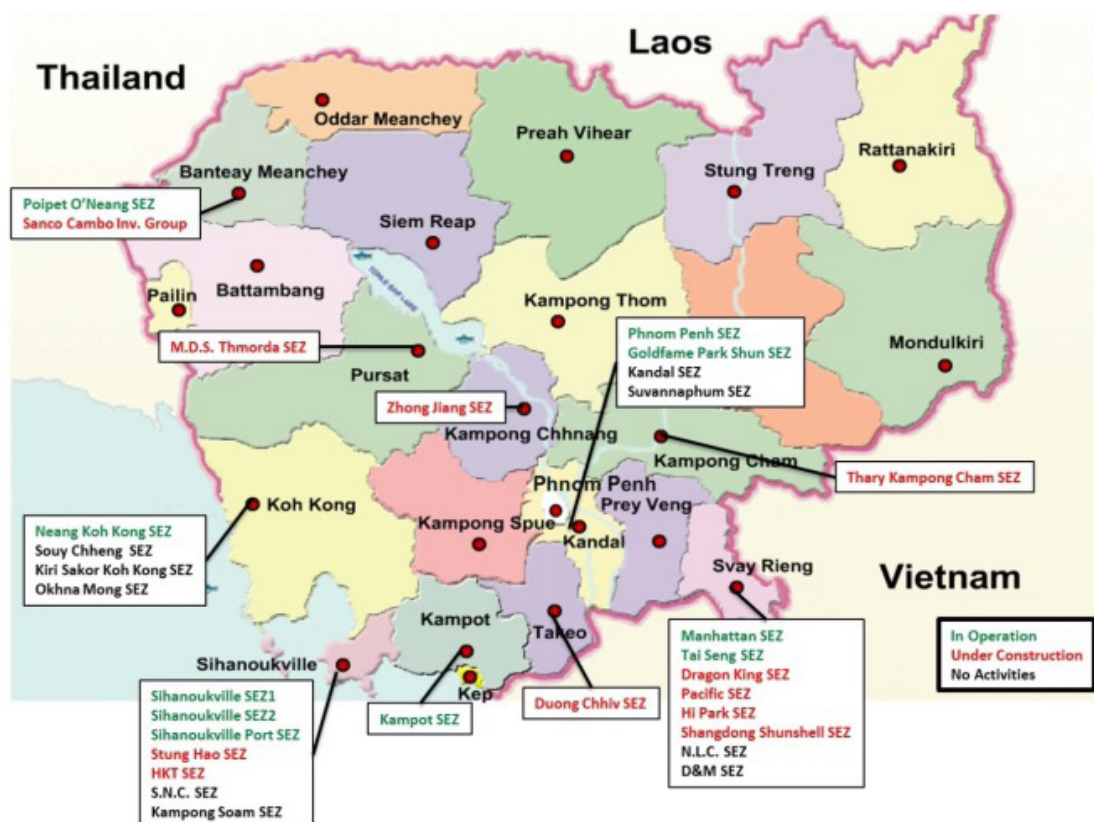 Laos
Thailand
Oddar Meanchey
Preah Vihear
Rattanakiri
Stung Treng
Banteay Meanchey
Poipet O'Neang SEZ
Sanco Cambo Inv. Group
Siem Reap
TONLE SAP LAKE
Battambang
Pailin
Kampong Thom
M.D.S. Thmorda SEZ
Pursat
Phnom Penh SEZ
Goldfame Park Shun SEZ
Kandal SEZ
Suvannaphum SEZ
Mondulkiri
Zhong Jiang SEZ
Kampong Chhnang
Kampong Cham
Thary Kampong Cham SEZ
Phnom Penh
Prey Veng
Koh Kong
Kampong Spue
Kandal
Neang Koh Kong SEZ
Souy Chheng SEZ
Kiri Sakor Koh Kong SEZ
Okhna Mong SEZ
Svay Rieng
Vietnam
Kampot
Takeo
Sihanoukville
Kep
Manhattan SEZ
Tai Seng SEZ
Dragon King SEZ
Pacific SEZ
Hi Park SEZ
Shangdong Shunshell SEZ
N.L.C. SEZ
D&M SEZ
In Operation
Under Construction
No Activities
Sihanoukville SEZ1
Sihanoukville SEZ2
Sihanoukville Port SEZ
Stung Hao SEZ
HKT SEZ
S.N.C. SEZ
Kampong Soam SEZ
Kampot SEZ
Duong Chhiv SEZ